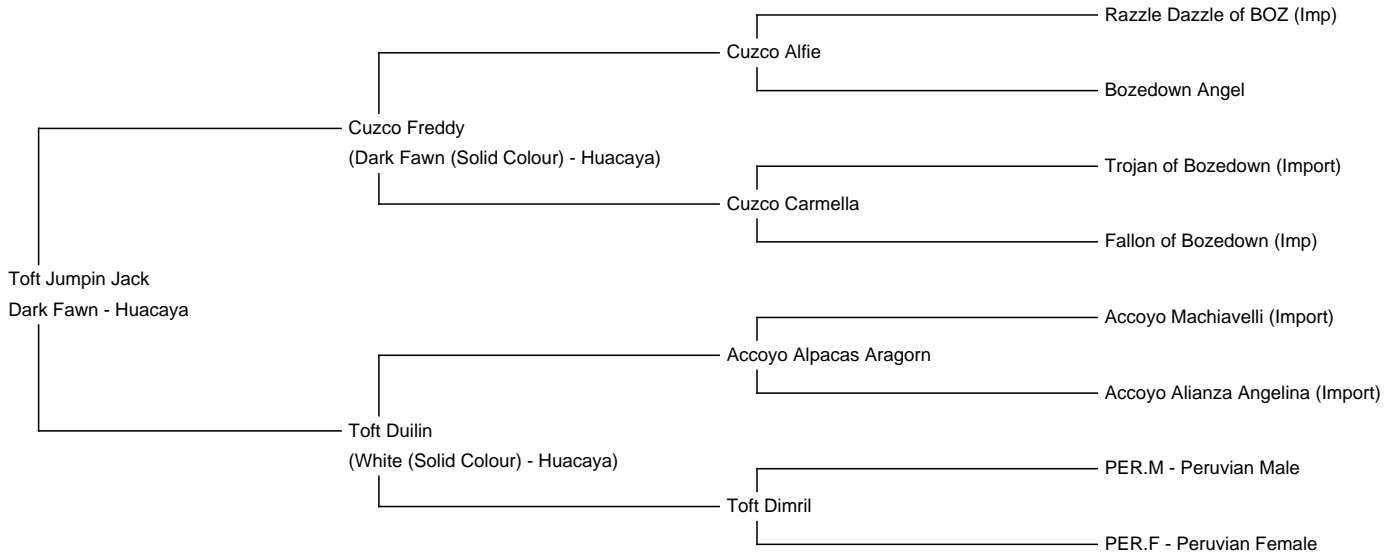 Razzle Dazzle of BOZ (Imp)
Cuzco Alfie
Bozedown Angel
Cuzco Freddy
(Dark Fawn (Solid Colour) - Huacaya)
Trojan of Bozedown (Import)
Cuzco Carmella
Fallon of Bozedown (Imp)
Toft Jumpin Jack
Dark Fawn - Huacaya
Accoyo Machiavelli (Import)
Accoyo Alpacas Aragorn
Accoyo Alianza Angelina (Import)
Toft Duilin
(White (Solid Colour) - Huacaya)
PER.M - Peruvian Male
Toft Dimril
PER.F - Peruvian Female